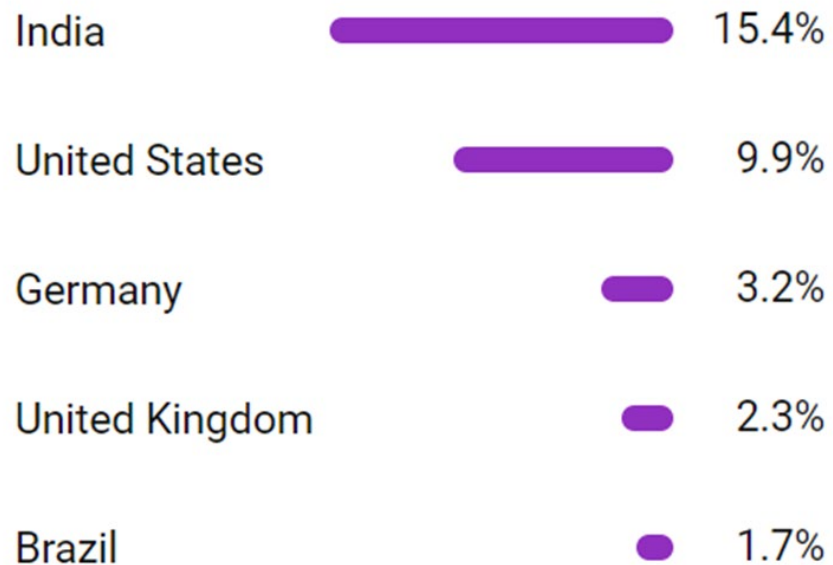 India 15.4%
United States 9.9%
Germany 3.2%
United Kingdom 2.3%
Brazil 1.7%